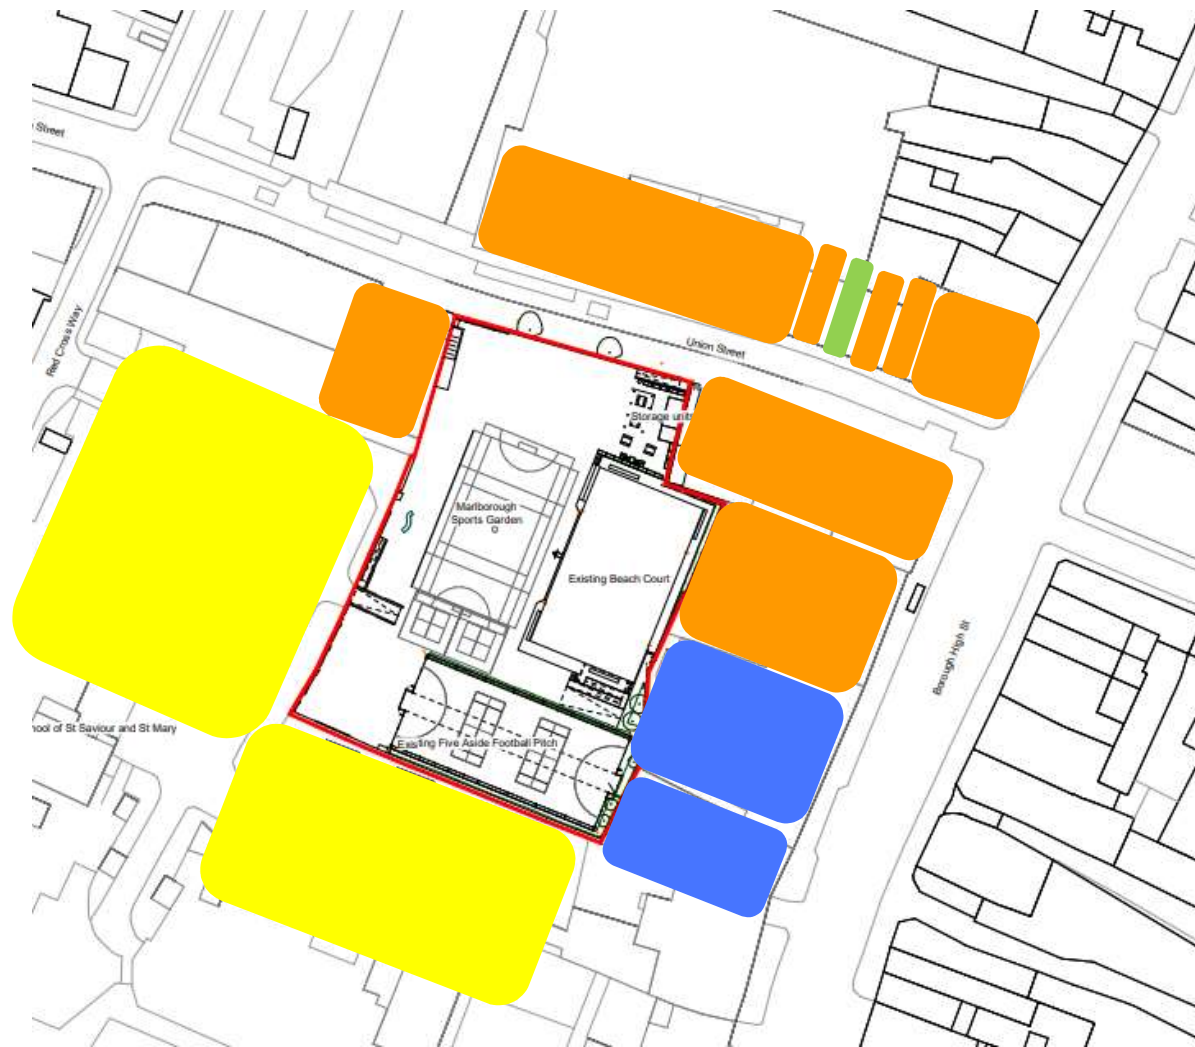 Street
Union Street
Red Cross Way
Storage units
Marlborough
Sports Garden
Existing Beach Court
Borough High St
hool of St Saviour and St Mary
Existing Five Aside Football Pitch